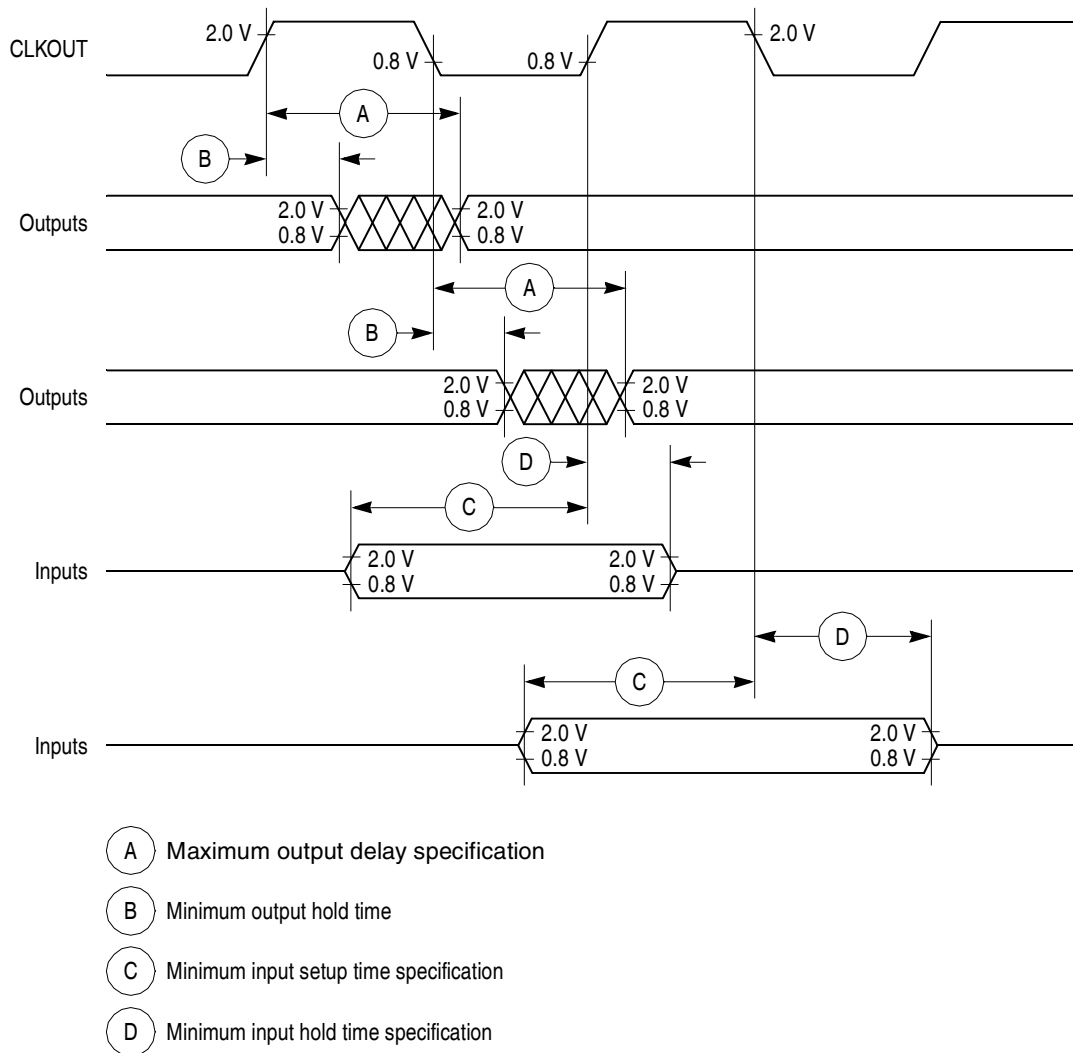 CLKOUT
2.0 V
0.8 V
0.8 V
2.0 V
A
B
Outputs
2.0 V
0.8 V
2.0 V
0.8 V
A
B
Outputs
2.0 V
0.8 V
2.0 V
0.8 V
D
C
Inputs
2.0 V
0.8 V
2.0 V
0.8 V
D
C
Inputs
2.0 V
0.8 V
2.0 V
0.8 V
A Maximum output delay specification
B Minimum output hold time
C Minimum input setup time specification
D Minimum input hold time specification